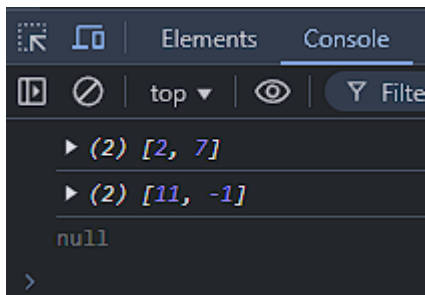 Elements Console
top ▼ Filte
▶ (2) [2, 7]
▶ (2) [11, -1]
null
>